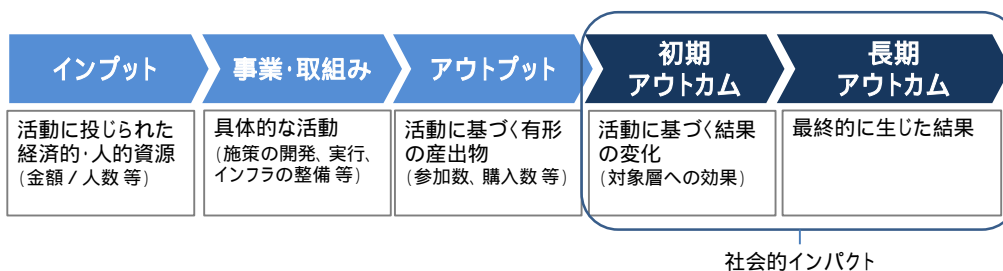 インプット
事業・取組み
アウトプット
初期
アウトカム
長期
アウトカム
活動に投じられた
経済的・人的資源
(金額/人数 等)
具体的な活動
(施策の開発、実行、
インフラの整備 等)
活動に基づく有形
の産出物
(参加数、購入数 等)
活動に基づく結果
の変化
(対象層への効果)
最終的に生じた結果
社会的インパクト